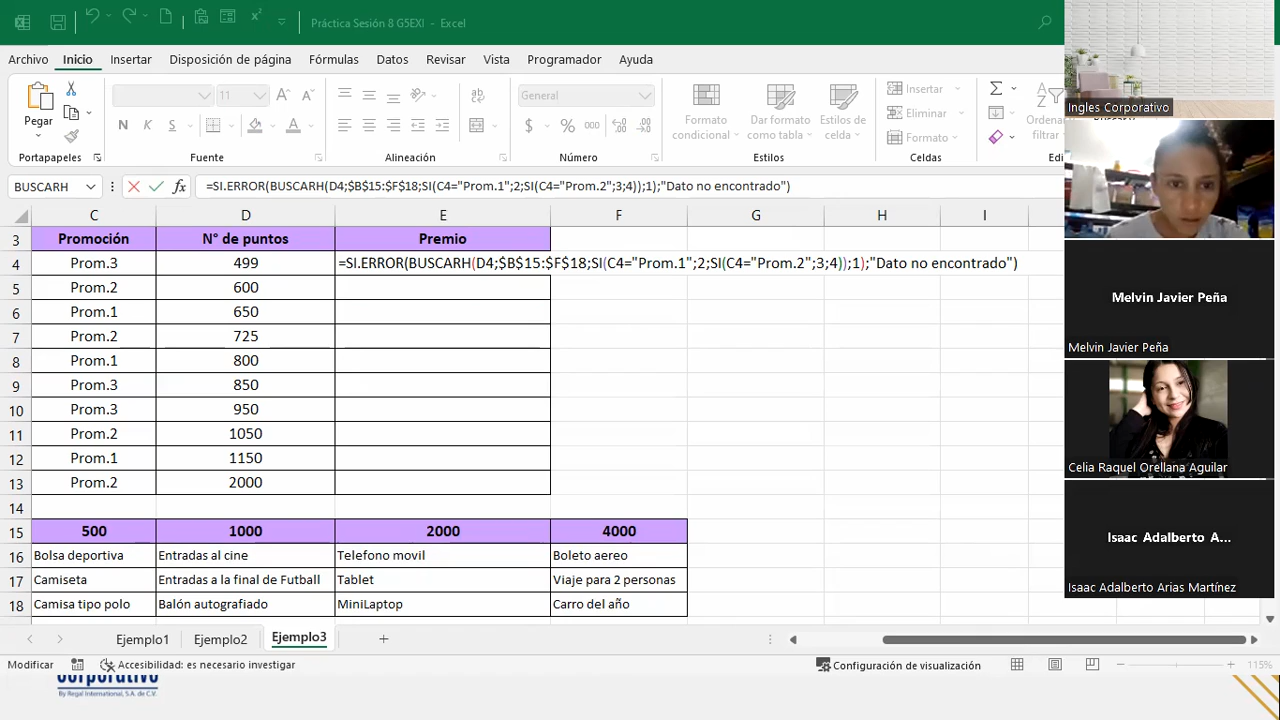 Práctica Sesión 8 G5EXI - Excel
Archivo Inicio Insertar Disposición de página Fórmulas Datos Revisar Vista Programador Ayuda
Pegar
Portapapeles
11
N K S
Fuente
Alineación
$ % 000
Número
Formato
condicional
Dar formato
como tabla
Estilos de
celda
Estilos
Insertar
Eliminar
Formato
Celdas
filtrar
BUSCARH
=SI.ERROR(BUSCARH(D4;$B$15:$F$18;SI(C4="Prom.1";2;SI(C4="Prom.2";3;4));1);"Dato no encontrado")
C D E F G H I
3 Promoción N° de puntos Premio
4 Prom.3 499 =SI.ERROR(BUSCARH(D4;$B$15:$F$18;SI(C4="Prom.1";2;SI(C4="Prom.2";3;4));1);"Dato no encontrado")
5 Prom.2 600
6 Prom.1 650
7 Prom.2 725
8 Prom.1 800
9 Prom.3 850
10 Prom.3 950
11 Prom.2 1050
12 Prom.1 1150
13 Prom.2 2000
14
15 500 1000 2000 4000
16 Bolsa deportiva Entradas al cine Telefono movil Boleto aereo
17 Camiseta Entradas a la final de Futball Tablet Viaje para 2 personas
18 Camisa tipo polo Balón autografiado MiniLaptop Carro del año
Ejemplo1 Ejemplo2 Ejemplo3
Modificar Accesibilidad: es necesario investigar Configuración de visualización 115%
Corporativo
By Regal International, S.A. de C.V.
Ingles Corporativo
Melvin Javier Peña
Melvin Javier Peña
Celia Raquel Orellana Aguilar
Isaac Adalberto A...
Isaac Adalberto Arias Martínez